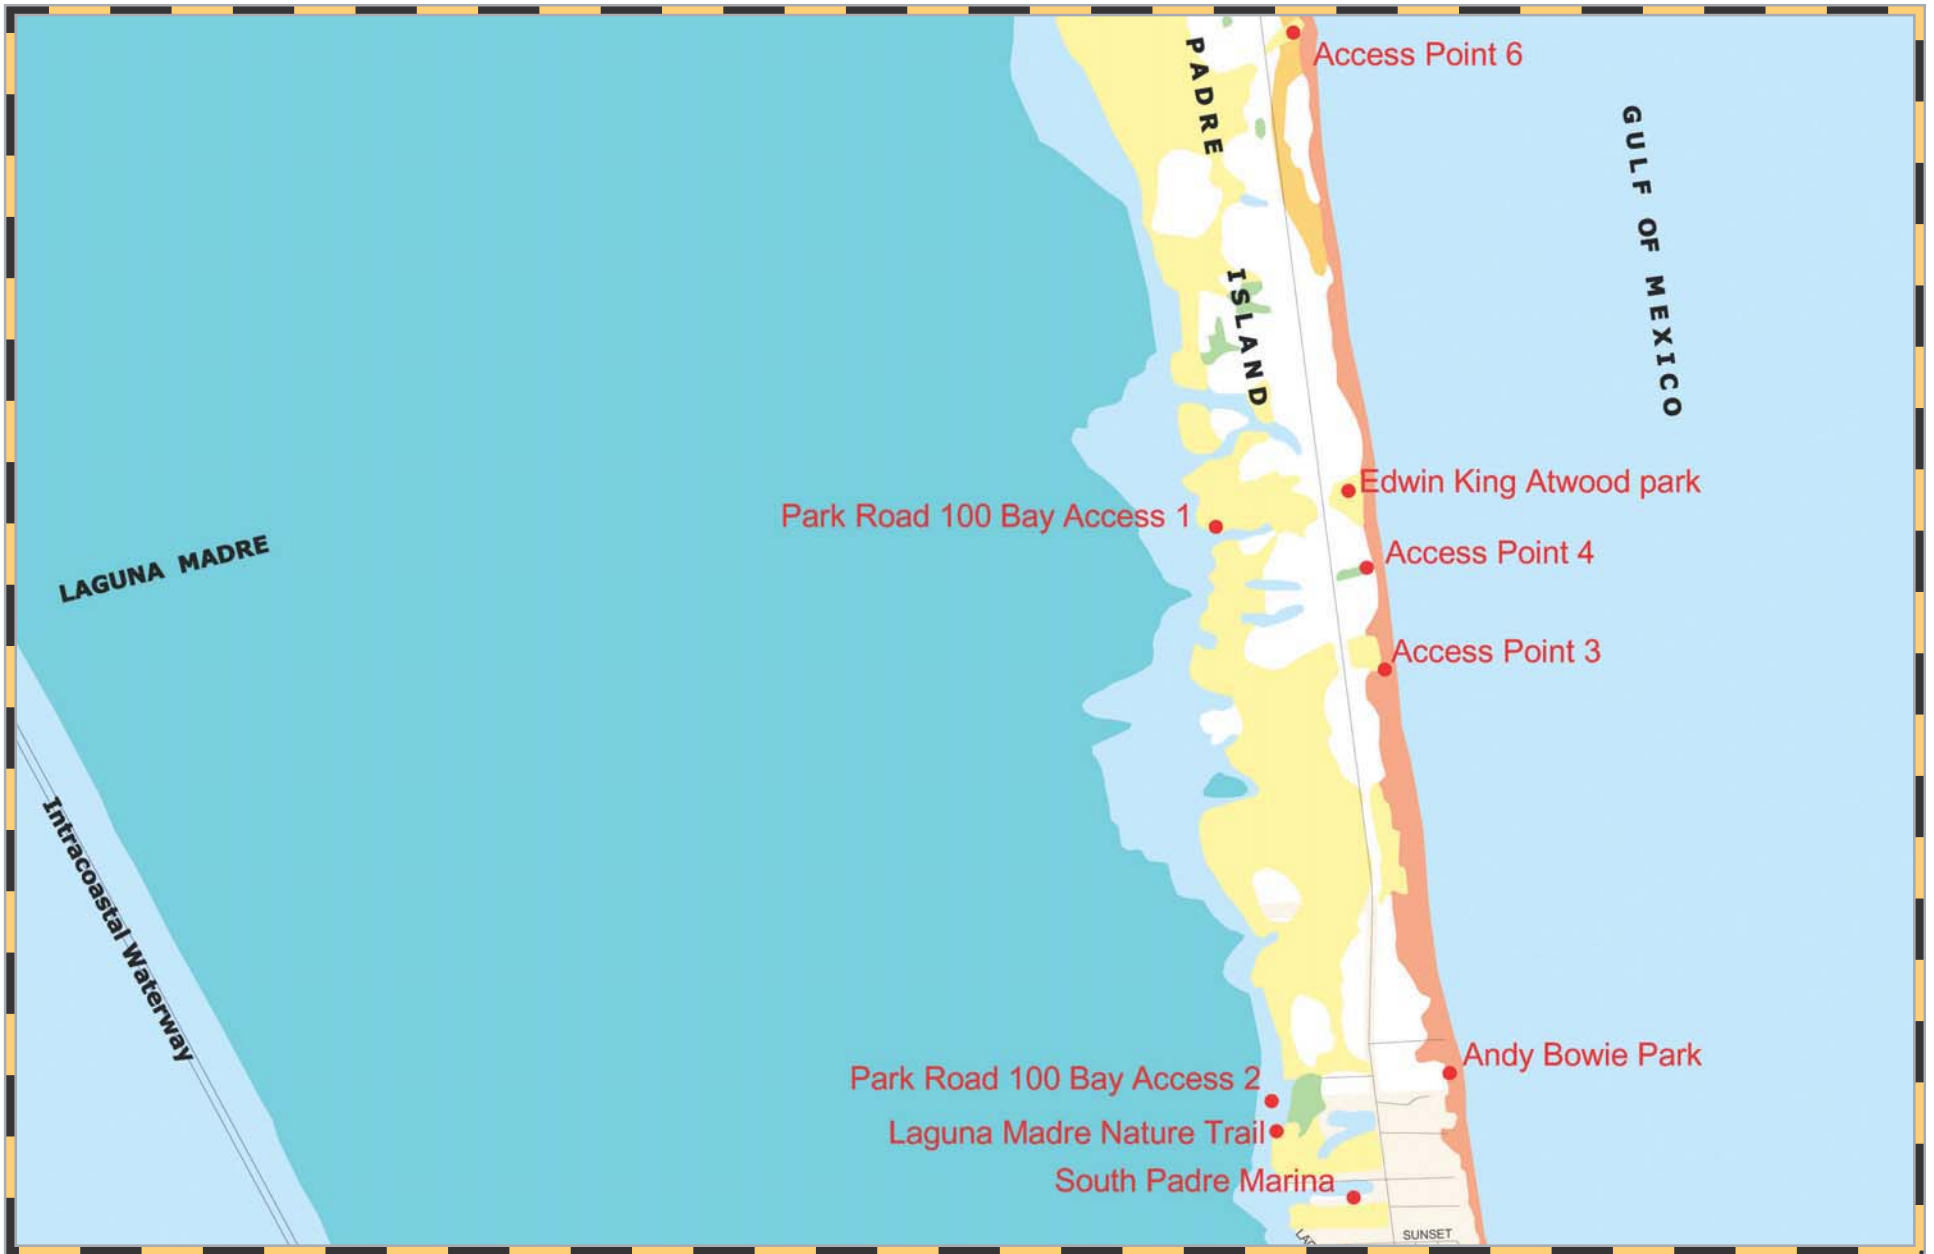 PADRE
ISLAND
Access Point 6
GULF OF MEXICO
Edwin King Atwood park
Park Road 100 Bay Access 1
Access Point 4
LAGUNA MADRE
Access Point 3
Intracoastal Waterway
Andy Bowie Park
Park Road 100 Bay Access 2
Laguna Madre Nature Trail
South Padre Marina
SUNSET